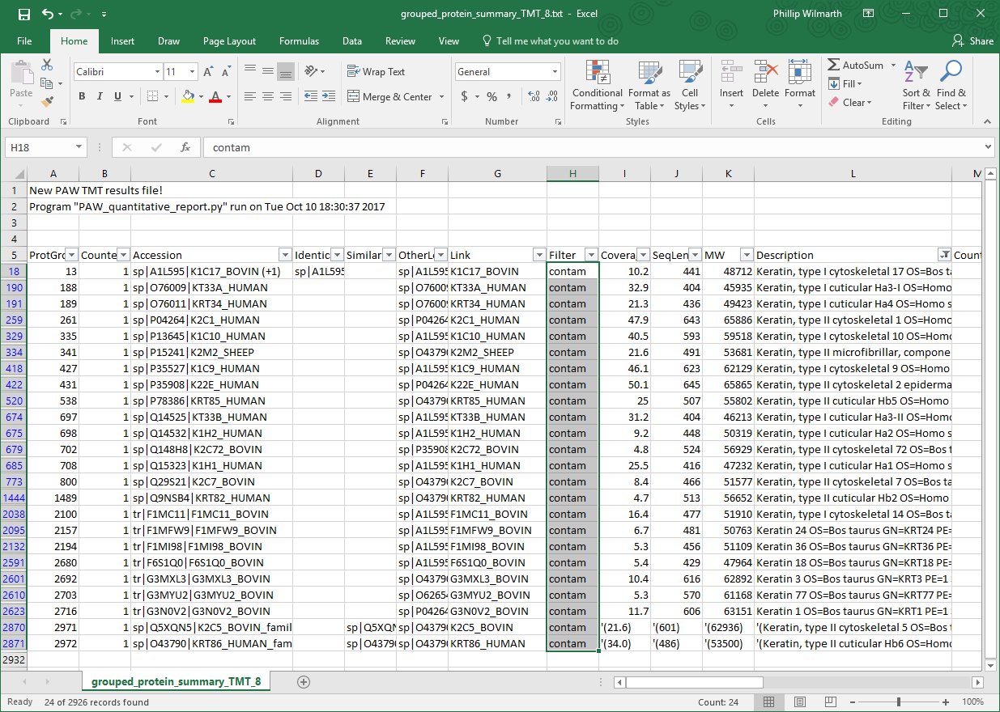 grouped_protein_summary_TMT_8.txt - Excel Phillip Wilmarth
File Home Insert Draw Page Layout Formulas Data Review View Tell me what you want to do Share
Calibri 11 Wrap Text General AutoSum
Paste Conditional Format as Cell Insert Delete Format Fill Sort & Find &
B I U A Merge & Center $ % , Formatting Table Styles Clear Filter Select
Clipboard Font Alignment Number Styles Cells Editing
H18 fx contam
A B C D E F G H I J K L M
1 New PAW TMT results file!
2 Program "PAW_quantitative_report.py" run on Tue Oct 10 18:30:37 2017
3
4
5 ProtGro Counte Accession Identica Similar OtherLo Link Filter Covera SeqLen MW Description Count
18 13 1 sp|A1L595|K1C17_BOVIN (+1) sp|A1L595 sp|A1L595 K1C17_BOVIN contam 10.2 441 48712 Keratin, type I cytoskeletal 17 OS=Bos ta
190 188 1 sp|O76009|KT33A_HUMAN sp|O76009 KT33A_HUMAN contam 32.9 404 45935 Keratin, type I cuticular Ha3-I OS=Homo
191 189 1 sp|O76011|KRT34_HUMAN sp|O76009 KRT34_HUMAN contam 21.3 436 49423 Keratin, type I cuticular Ha4 OS=Homo s
259 261 1 sp|P04264|K2C1_HUMAN sp|P04264 K2C1_HUMAN contam 47.9 643 65886 Keratin, type II cytoskeletal 1 OS=Homo
329 335 1 sp|P13645|K1C10_HUMAN sp|A1L595 K1C10_HUMAN contam 40.5 593 59518 Keratin, type I cytoskeletal 10 OS=Homo
334 341 1 sp|P15241|K2M2_SHEEP sp|O43790 K2M2_SHEEP contam 21.6 491 53681 Keratin, type II microfibrillar, compone
418 427 1 sp|P35527|K1C9_HUMAN sp|A1L595 K1C9_HUMAN contam 46.1 623 62129 Keratin, type I cytoskeletal 9 OS=Homo
422 431 1 sp|P35908|K22E_HUMAN sp|P04264 K22E_HUMAN contam 50.1 645 65865 Keratin, type II cytoskeletal 2 epiderma
520 538 1 sp|P78386|KRT85_HUMAN sp|O43790 KRT85_HUMAN contam 25 507 55802 Keratin, type II cuticular Hb5 OS=Homo
674 697 1 sp|Q14525|KT33B_HUMAN sp|A1L595 KT33B_HUMAN contam 31.2 404 46213 Keratin, type I cuticular Ha3-II OS=Homo
675 698 1 sp|Q14532|K1H2_HUMAN sp|A1L595 K1H2_HUMAN contam 9.2 448 50319 Keratin, type I cuticular Ha2 OS=Homo s
679 702 1 sp|Q148H8|K2C72_BOVIN sp|P35908 K2C72_BOVIN contam 4.8 524 56929 Keratin, type II cytoskeletal 72 OS=Bos t
685 708 1 sp|Q15323|K1H1_HUMAN sp|A1L595 K1H1_HUMAN contam 25.5 416 47232 Keratin, type I cuticular Ha1 OS=Homo s
773 800 1 sp|Q29S21|K2C7_BOVIN sp|O43790 K2C7_BOVIN contam 8.4 466 51577 Keratin, type II cytoskeletal 7 OS=Bos ta
1444 1489 1 sp|Q9NSB4|KRT82_HUMAN sp|O43790 KRT82_HUMAN contam 4.7 513 56652 Keratin, type II cuticular Hb2 OS=Homo
2038 2100 1 tr|F1MC11|F1MC11_BOVIN sp|A1L595 F1MC11_BOVIN contam 16.4 477 51910 Keratin, type I cytoskeletal 14 OS=Bos ta
2095 2157 1 tr|F1MFW9|F1MFW9_BOVIN sp|A1L595 F1MFW9_BOVIN contam 6.7 481 50763 Keratin 24 OS=Bos taurus GN=KRT24 PE=
2132 2194 1 tr|F1MI98|F1MI98_BOVIN sp|A1L595 F1MI98_BOVIN contam 5.3 456 51109 Keratin 36 OS=Bos taurus GN=KRT36 PE=
2591 2680 1 tr|F6S1Q0|F6S1Q0_BOVIN sp|A1L595 F6S1Q0_BOVIN contam 5.4 429 47964 Keratin 18 OS=Bos taurus GN=KRT18 PE=
2601 2692 1 tr|G3MXL3|G3MXL3_BOVIN sp|O43790 G3MXL3_BOVIN contam 10.4 616 62892 Keratin 3 OS=Bos taurus GN=KRT3 PE=1
2610 2703 1 tr|G3MYU2|G3MYU2_BOVIN sp|O62654 G3MYU2_BOVIN contam 5.3 570 61168 Keratin 77 OS=Bos taurus GN=KRT77 PE=
2623 2716 1 tr|G3N0V2|G3N0V2_BOVIN sp|P04264 G3N0V2_BOVIN contam 11.7 606 63151 Keratin 1 OS=Bos taurus GN=KRT1 PE=1
2870 2971 1 sp|Q5XQN5|K2C5_BOVIN_famil sp|Q5XQN sp|O43790 K2C5_BOVIN contam '(21.6) '(601) '(62936) '(Keratin, type II cytoskeletal 5 OS=Bos t
2871 2972 1 sp|O43790|KRT86_HUMAN_fam sp|O43790 sp|O43790 KRT86_HUMAN contam '(34.0) '(486) '(53500) '(Keratin, type II cuticular Hb6 OS=Homo
2932
grouped_protein_summary_TMT_8
Ready 24 of 2926 records found Count: 24 100%